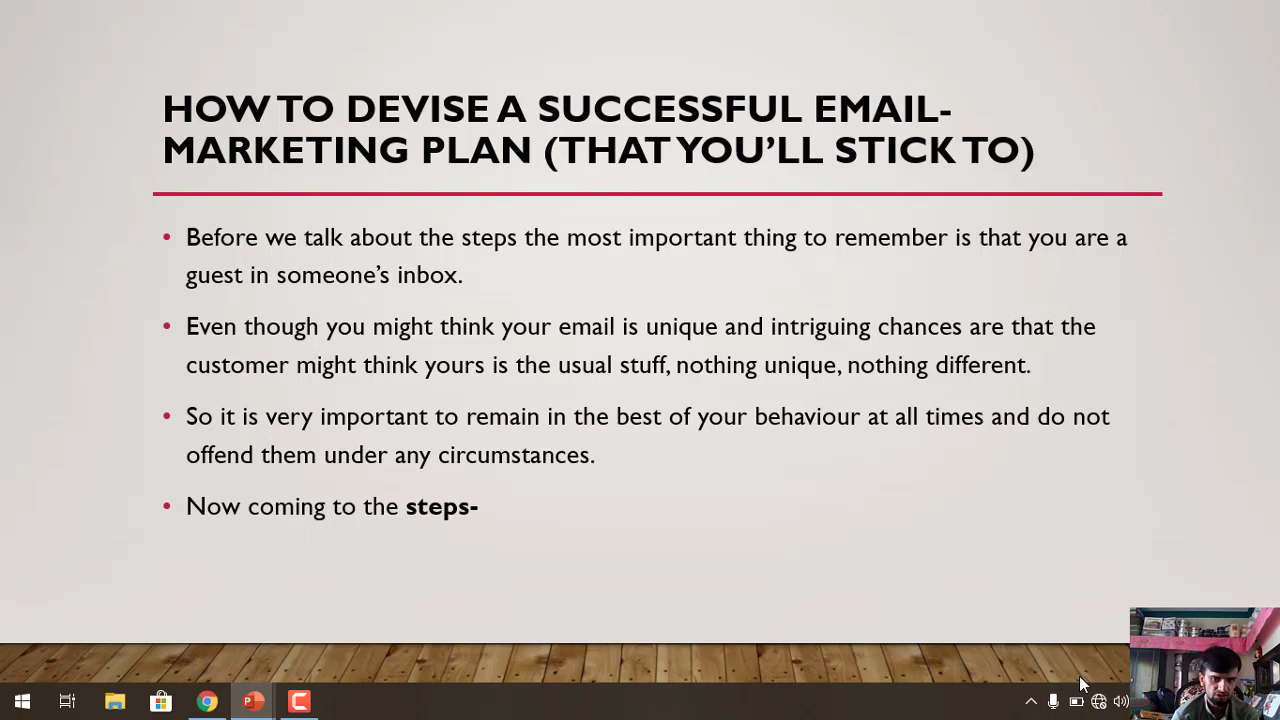 HOW TO DEVISE A SUCCESSFUL EMAIL-
MARKETING PLAN (THAT YOU’LL STICK TO)
• Before we talk about the steps the most important thing to remember is that you are a
guest in someone’s inbox.
• Even though you might think your email is unique and intriguing chances are that the
customer might think yours is the usual stuff, nothing unique, nothing different.
• So it is very important to remain in the best of your behaviour at all times and do not
offend them under any circumstances.
• Now coming to the steps-